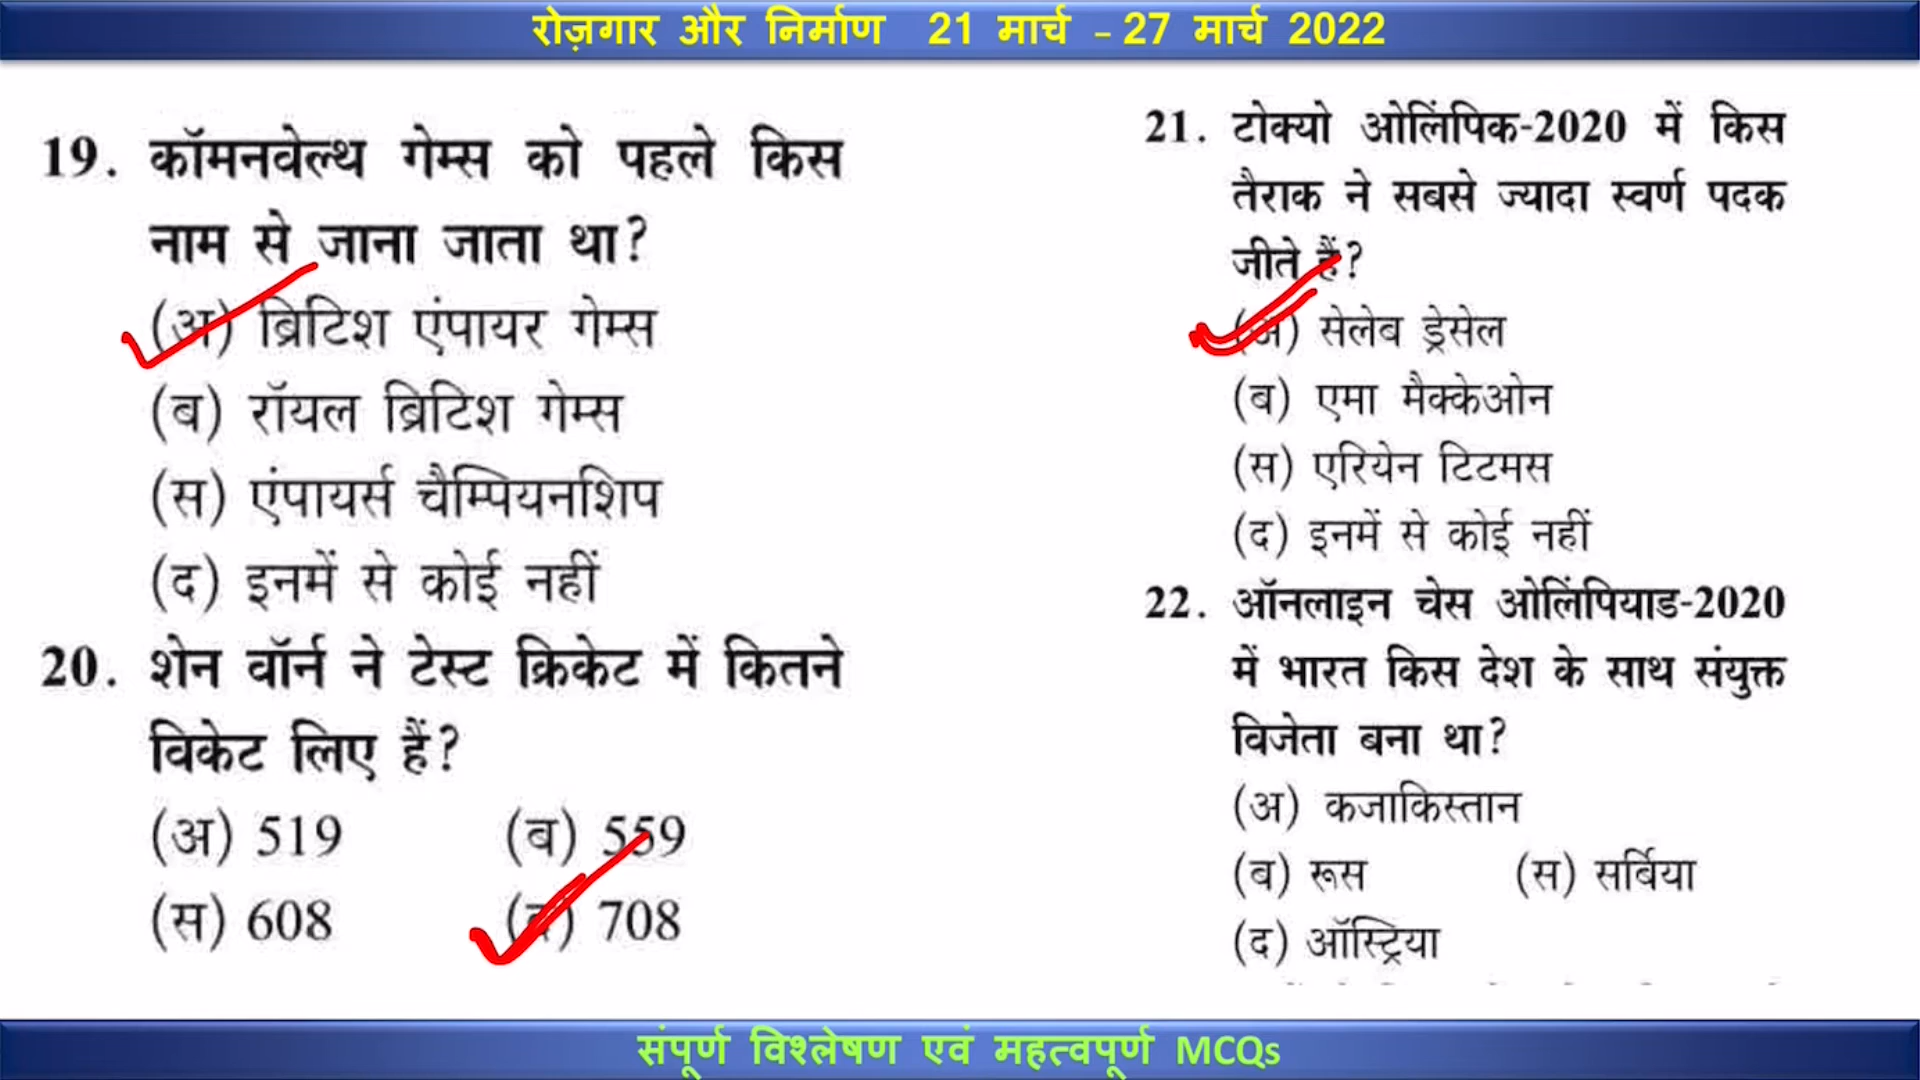 रोज़गार और निर्माण 21 मार्च - 27 मार्च 2022
19. कॉमनवेल्थ गेम्स को पहले किस
नाम से जाना जाता था?
(अ) ब्रिटिश एंपायर गेम्स
(ब) रॉयल ब्रिटिश गेम्स
(स) एंपायर्स चैम्पियनशिप
(द) इनमें से कोई नहीं
20. शेन वॉर्न ने टेस्ट क्रिकेट में कितने
विकेट लिए हैं?
(अ) 519 (ब) 559
(स) 608 (द) 708
21. टोक्यो ओलिंपिक-2020 में किस
तैराक ने सबसे ज्यादा स्वर्ण पदक
जीते हैं?
(अ) सेलेब ड्रेसेल
(ब) एमा मैक्केओन
(स) एरियेन टिटमस
(द) इनमें से कोई नहीं
22. ऑनलाइन चेस ओलिंपियाड-2020
में भारत किस देश के साथ संयुक्त
विजेता बना था?
(अ) कजाकिस्तान
(ब) रूस (स) सर्बिया
(द) ऑस्ट्रिया
संपूर्ण विश्लेषण एवं महत्वपूर्ण MCQs